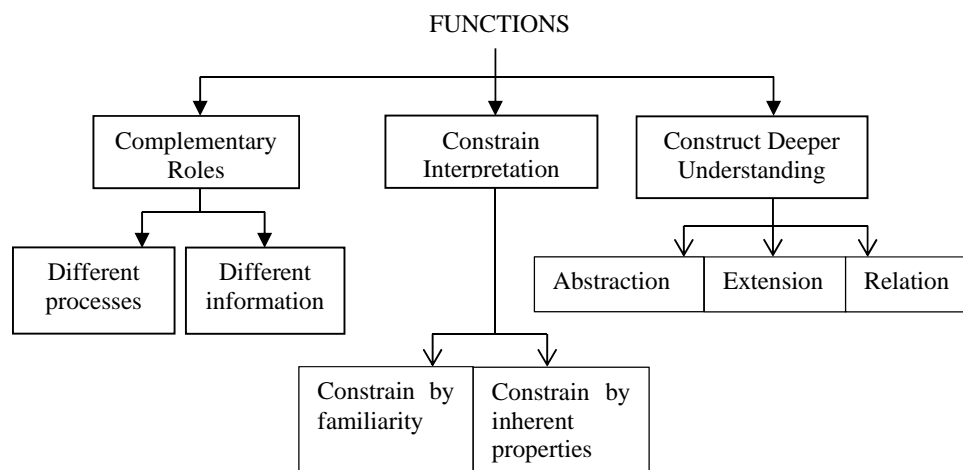 FUNCTIONS
Complementary
Roles
Constrain
Interpretation
Construct Deeper
Understanding
Different
processes
Different
information
Abstraction
Extension
Relation
Constrain by
familiarity
Constrain by
inherent
properties